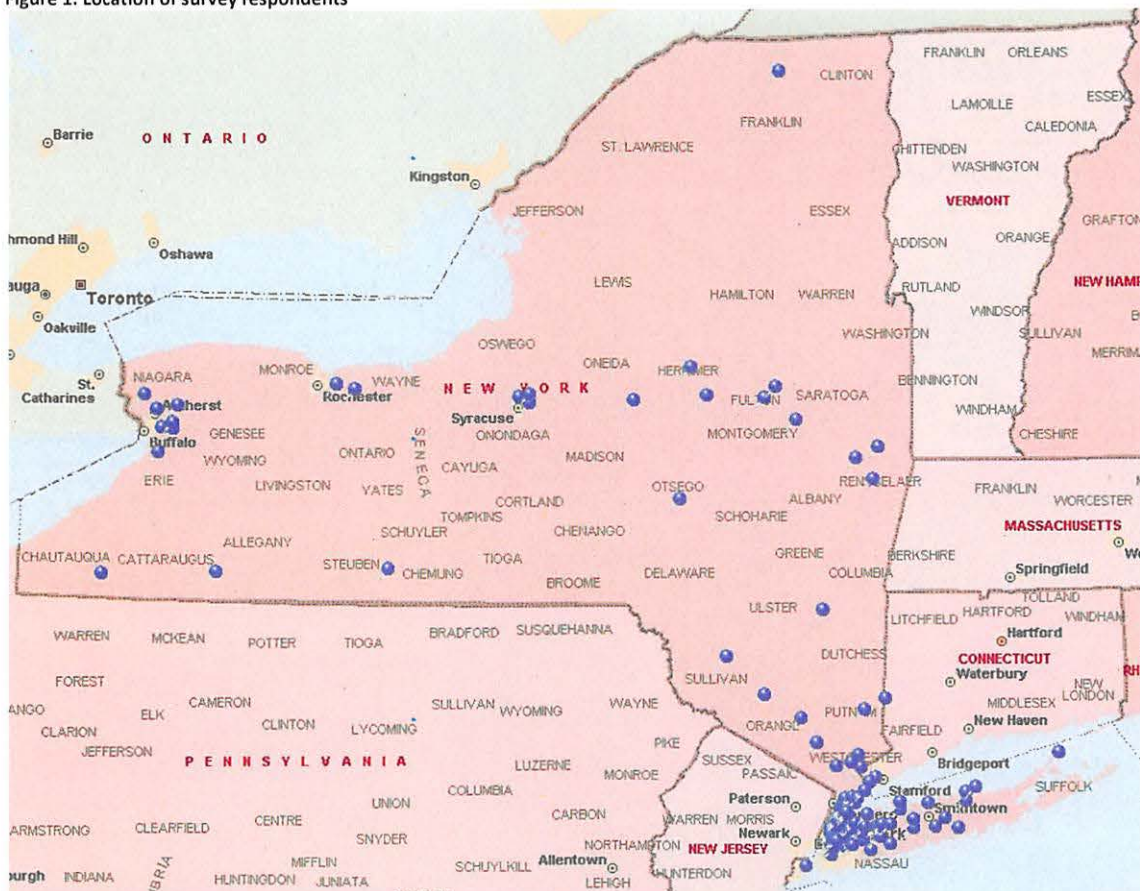 Figure 1. Location of survey respondents
FRANKLIN ORLEANS
CLINTON
ESSEX
LAMOILLE
CALEDONIA
Barrie
ONTARIO
FRANKLIN
ST. LAWRENCE
CHITTENDEN
WASHINGTON
Kingston
JEFFERSON
ESSEX
VERMONT
GRAFTON
hmond Hill
Oshawa
ADDISON
ORANGE
auga
Toronto
LEWIS
HAMILTON WARREN
RUTLAND
NEW HAMP
WINDSOR
Oakville
WASHINGTON
SULLIVAN
OSWEGO
MERRIMA
ONEIDA
HERKIMER
St.
Catharines
NIAGARA
MONROE
WAYNE
Rochester
NEW YORK
BENNINGTON
FULTON
SARATOGA
Amherst
Syracuse
WINDHAM
Buffalo
GENESEE
ONONDAGA
MONTGOMERY
CHESHIRE
ONTARIO
SENECA
CAYUGA
MADISON
WYOMING
ERIE
LIVINGSTON
YATES
OTSEGO
RENSSELAER
FRANKLIN
CORTLAND
ALBANY
WORCESTER
TOMPKINS
SCHOHARIE
SCHUYLER
CHENANGO
MASSACHUSETTS
ALLEGANY
CHAUTAUQUA
CATTARAUGUS
STEUBEN
CHEMUNG
TIOGA
GREENE
BERKSHIRE
BROOME
DELAWARE
COLUMBIA
Springfield
TOLLAND
ULSTER
LITCHFIELD
HARTFORD
WINDHAM
WARREN
MCKEAN
POTTER
TIOGA
BRADFORD
SUSQUEHANNA
Hartford
DUTCHESS
CONNECTICUT
FOREST
SULLIVAN
Waterbury
NEW
LONDON
CAMERON
SULLIVAN
WYOMING
WAYNE
MIDDLESEX
ELK
PUTNAM
ORANGE
CLARION
CLINTON
LYCOMING
FAIRFIELD
New Haven
JEFFERSON
PIKE
WESTCHESTER
SUSSEX
PENNSYLVANIA
LUZERNE
PASSAIC
Bridgeport
MONROE
COLUMBIA
Stamford
SUFFOLK
UNION
Paterson
Smithtown
CARBON
WARREN MORRIS
ARMSTRONG
CLEARFIELD
CENTRE
SNYDER
Newark
NORTHAMPTON
NEW JERSEY
MIFFLIN
SCHUYLKILL
Allentown
NASSAU
burgh
INDIANA
HUNTINGDON
JUNIATA
LEHIGH
HUNTERDON